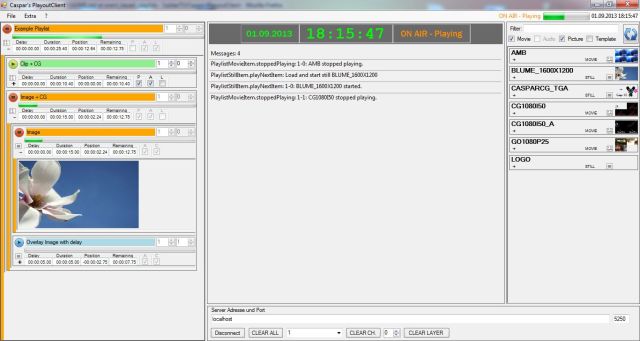 Caspar's PlayoutClient
File Extra ?
ON AIR - Playing 01.09.2013 18:15:47
Example Playlist 1 0
Delay Duration Position Remaining P A L
00:00:00.00 00:00:25.40 00:00:12.64 00:00:12.75
Clip + CG 1 0
Delay Duration Position Remaining P A L
00:00:00.00 00:00:10.40 00:00:00.00 00:00:10.40
Image + CG 1 0
Delay Duration Position Remaining P A L
00:00:00.00 00:00:15.00 00:00:02.24 00:00:12.75
Image 1 0
Delay Duration Position Remaining A C
00:00:00.00 00:00:15.00 00:00:02.24 00:00:12.75
Overlay Image with delay 1 1
Delay Duration Position Remaining A C
00:00:05.00 00:00:05.00 -00:00:02.75 00:00:07.75
01.09.2013 18:15:47 ON AIR - Playing
Messages: 4
PlaylistMovieItem.stoppedPlaying: 1-0: AMB stopped playing.
PlaylistStillItem.playNextItem: Load and start still BLUME_1600X1200
PlaylistStillItem.playNextItem: 1-0: BLUME_1600X1200 started.
PlaylistMovieItem.stoppedPlaying: 1-1: CG1080I50 stopped playing.
Filter:
Movie Audio Picture Template
AMB
MOVIE
BLUME_1600X1200
STILL
CASPARCG_TGA
STILL
CG1080I50
MOVIE
CG1080I50_A
MOVIE
GO1080P25
MOVIE
LOGO
STILL
Server Adresse und Port
localhost 5250
Disconnect CLEAR ALL 1 CLEAR CH. 0 CLEAR LAYER